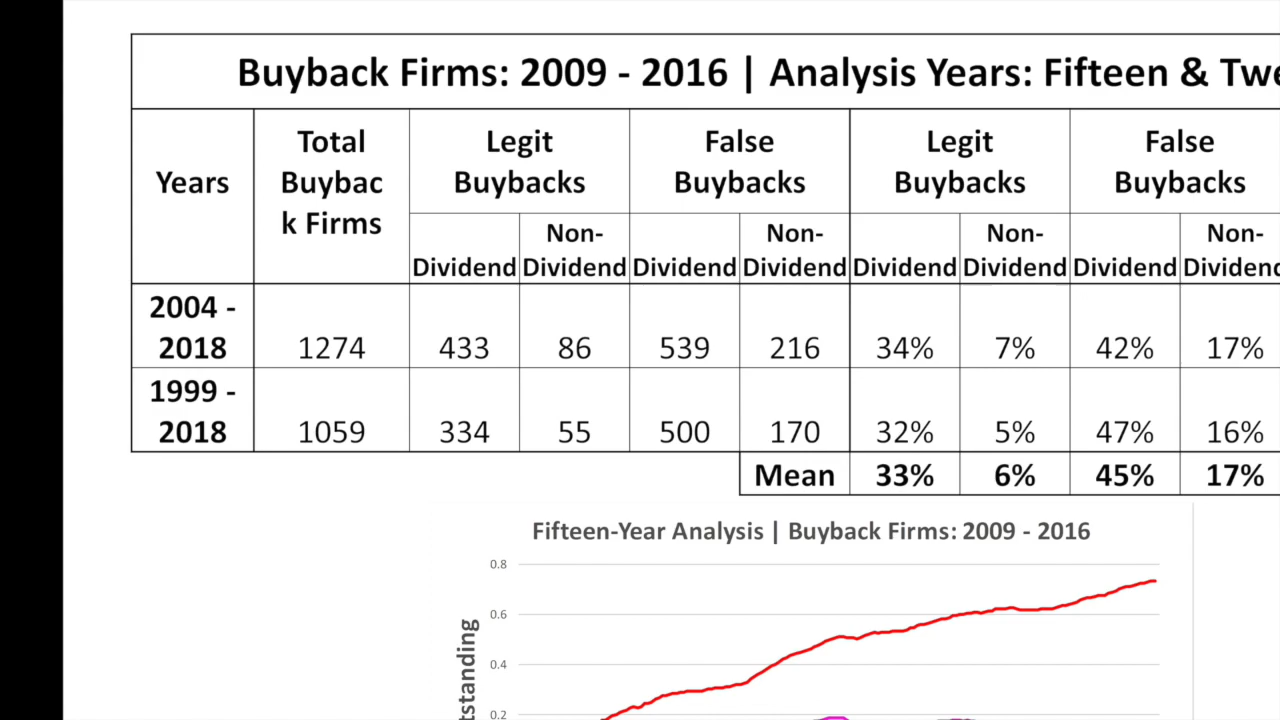 Buyback Firms: 2009 - 2016 | Analysis Years: Fifteen &
Years
Total
Buybac
k Firms
Legit
Buybacks
False
Buybacks
Legit
Buybacks
False
Buybacks
Dividend
Non-
Dividend
Dividend
Non-
Dividend
Dividend
Non-
Dividend
Dividend
Non-
Dividend
2004 -
2018 1274 433 86 539 216 34% 7% 42% 17%
1999 -
2018 1059 334 55 500 170 32% 5% 47% 16%
Mean 33% 6% 45% 17%
Fifteen-Year Analysis | Buyback Firms: 2009 - 2016
0.8
0.6
0.4
0.2